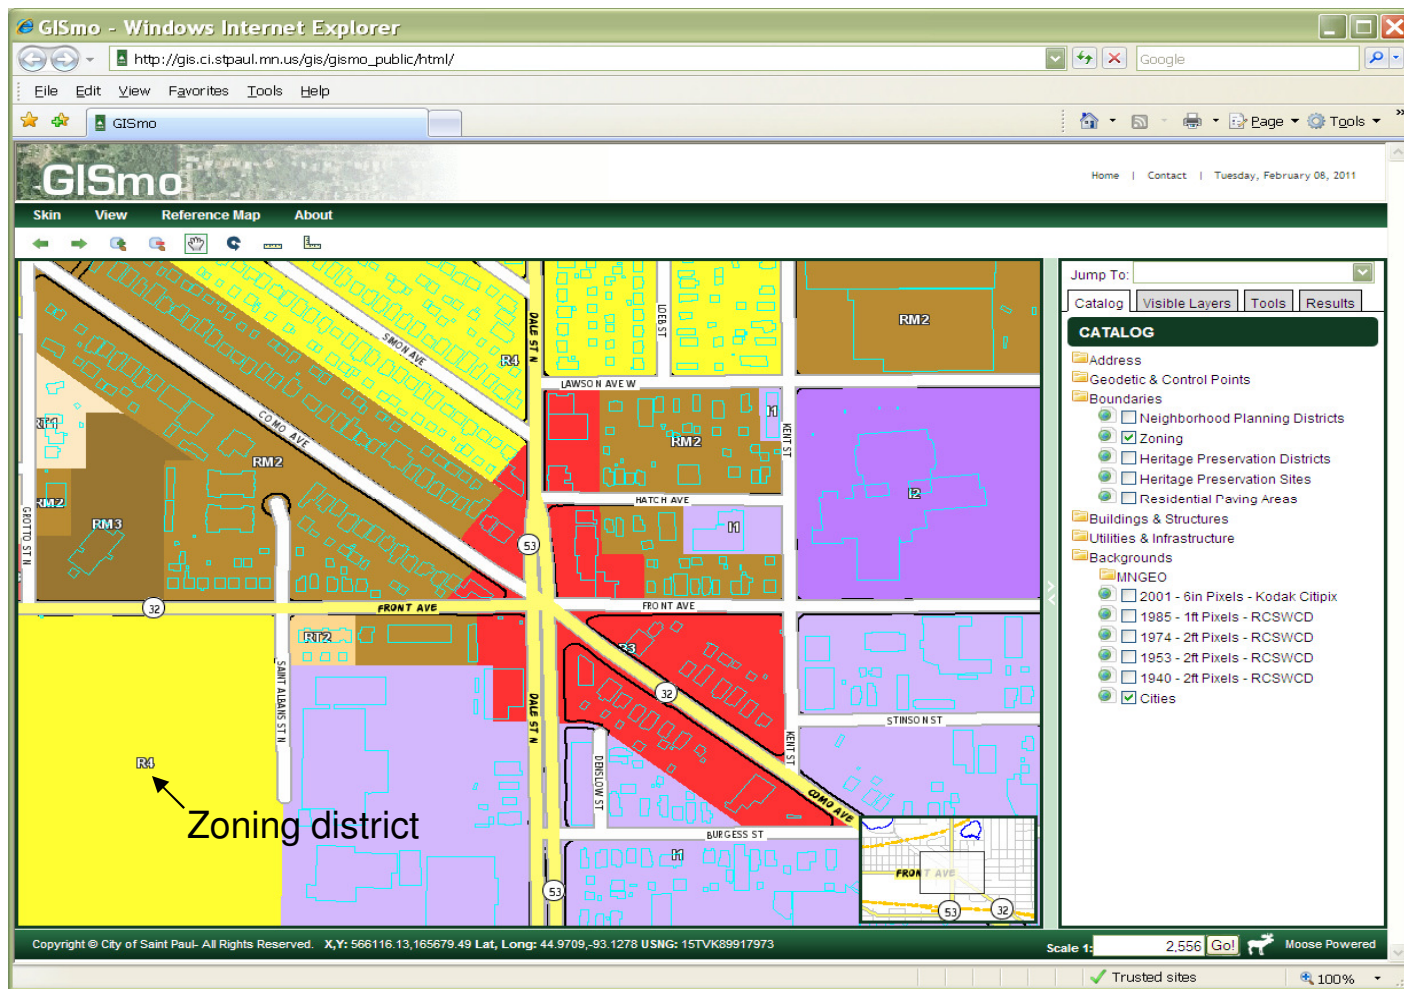 GISmo - Windows Internet Explorer
http://gis.ci.stpaul.mn.us/gis/gismo_public/html/
Google
File Edit View Favorites Tools Help
GISmo
Page Tools
GISmo
Home | Contact | Tuesday, February 08, 2011
Skin View Reference Map About
Jump To:
Catalog Visible Layers Tools Results
CATALOG
Address
Geodetic & Control Points
Boundaries
Neighborhood Planning Districts
Zoning
Heritage Preservation Districts
Heritage Preservation Sites
Residential Paving Areas
Buildings & Structures
Utilities & Infrastructure
Backgrounds
MNGEO
2001 - 6in Pixels - Kodak Citipix
1985 - 1ft Pixels - RCSWCD
1974 - 2ft Pixels - RCSWCD
1953 - 2ft Pixels - RCSWCD
1940 - 2ft Pixels - RCSWCD
Cities
DALE ST N
LOEB ST
RM2
SIMON AVE
R4
LAWSON AVE W
COMO AVE
RT1
I1
KENT ST
RM2
RM2
I2
RM2
HATCH AVE
GROTTO ST N
RM3
I1
53
32
FRONT AVE
FRONT AVE
RT2
B3
SAINT ALBANS ST N
32
DALE ST N
STINSON ST
KENT ST
R4
DENSLOW ST
COMO AVE
Zoning district
BURGESS ST
I1
FRONT AVE
53
53
32
Copyright © City of Saint Paul- All Rights Reserved. X,Y: 566116.13,165679.49 Lat, Long: 44.9709,-93.1278 USNG: 15TVK89917973
Scale 1: 2,556 Go! Moose Powered
Trusted sites 100%